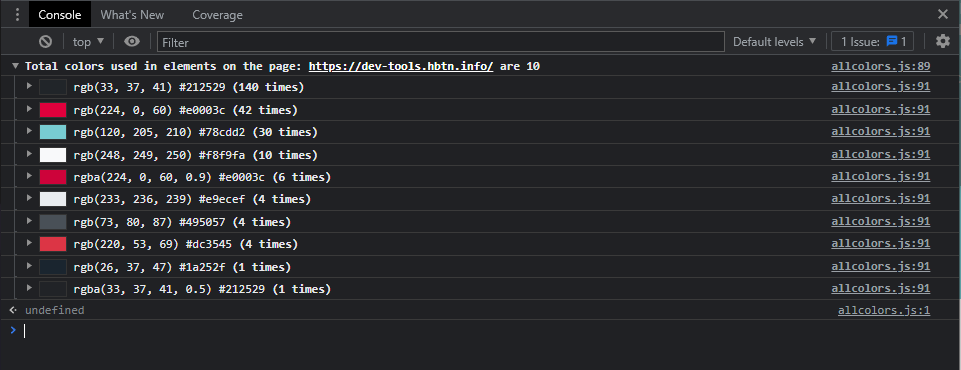 Console What's New Coverage
top Filter Default levels 1 Issue: 1
Total colors used in elements on the page: https://dev-tools.hbtn.info/ are 10 allcolors.js:89
rgb(33, 37, 41) #212529 (140 times) allcolors.js:91
rgb(224, 0, 60) #e0003c (42 times) allcolors.js:91
rgb(120, 205, 210) #78cdd2 (30 times) allcolors.js:91
rgb(248, 249, 250) #f8f9fa (10 times) allcolors.js:91
rgba(224, 0, 60, 0.9) #e0003c (6 times) allcolors.js:91
rgb(233, 236, 239) #e9ecef (4 times) allcolors.js:91
rgb(73, 80, 87) #495057 (4 times) allcolors.js:91
rgb(220, 53, 69) #dc3545 (4 times) allcolors.js:91
rgb(26, 37, 47) #1a252f (1 times) allcolors.js:91
rgba(33, 37, 41, 0.5) #212529 (1 times) allcolors.js:91
undefined allcolors.js:1